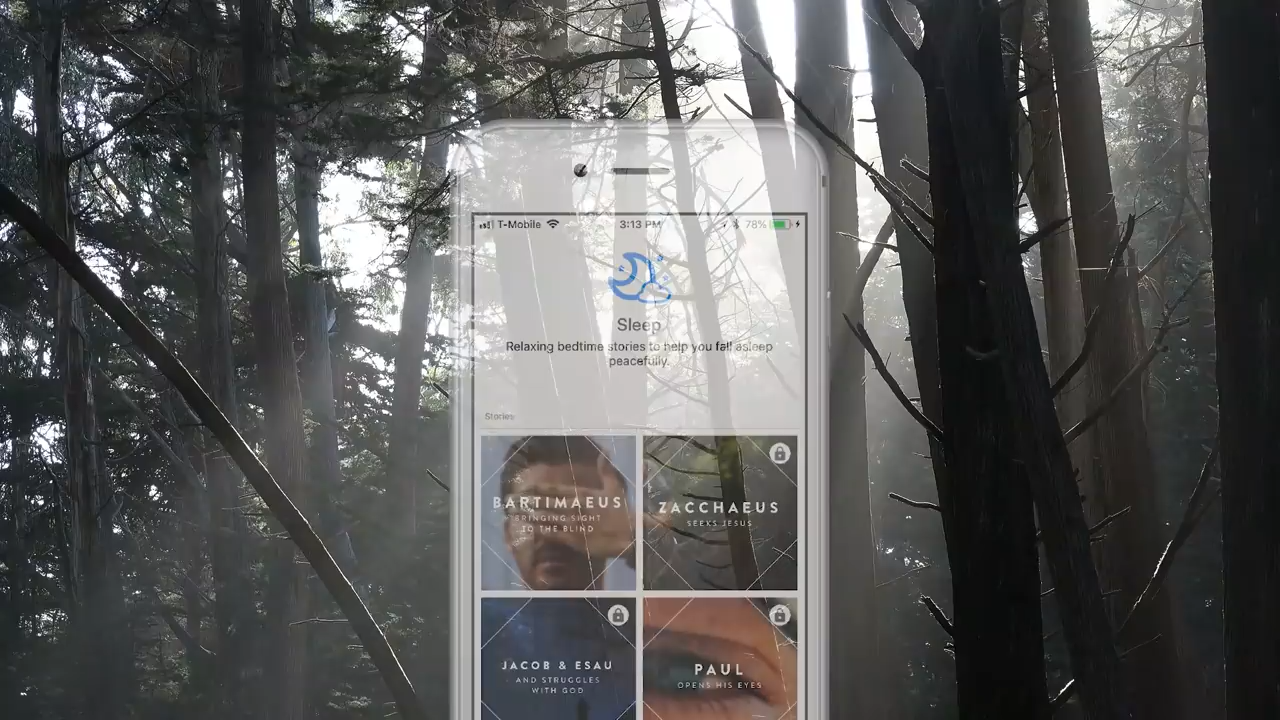 T-Mobile 3:13 PM 78%
Sleep
Relaxing bedtime stories to help you fall asleep
peacefully.
Stories
BARTIMAEUS
BRINGING SIGHT
TO THE BLIND
ZACCHAEUS
SEEKS JESUS
JACOB & ESAU
AND STRUGGLES
WITH GOD
PAUL
OPENS HIS EYES